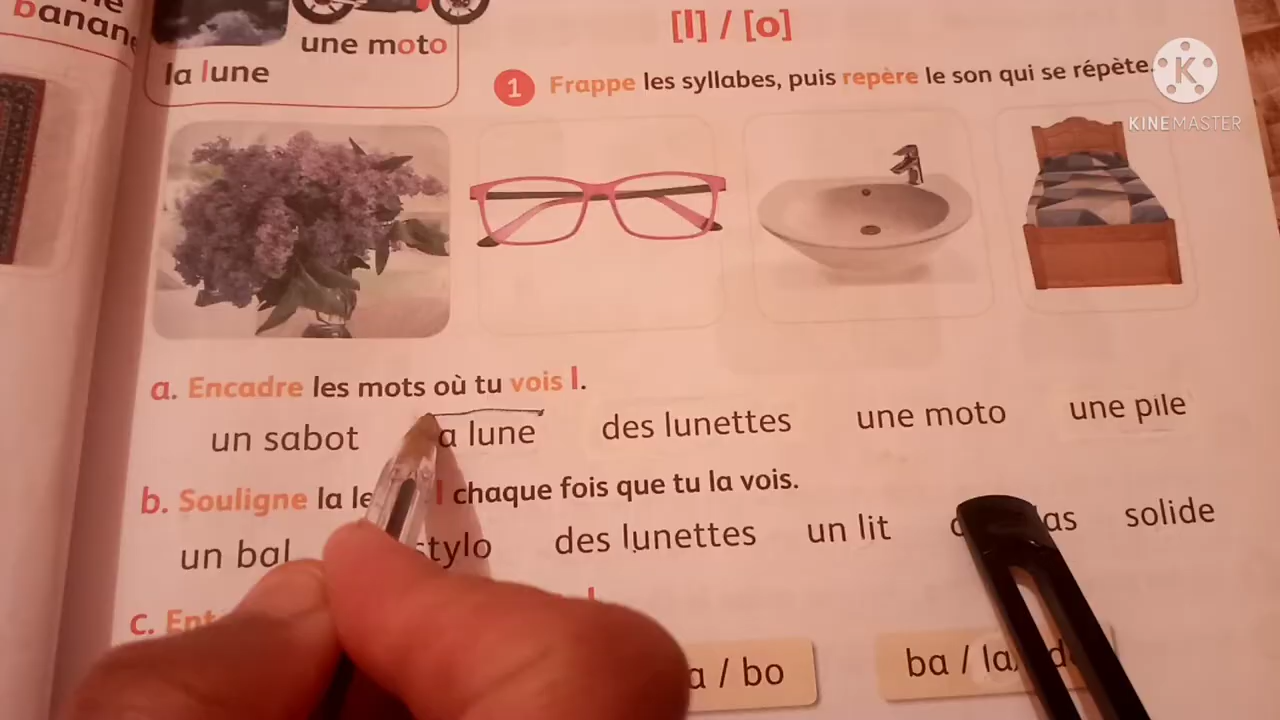 banane
une moto
la lune
[l] / [o]
1 Frappe les syllabes, puis repère le son qui se répète.
KINEMASTER
a. Encadre les mots où tu vois l.
un sabot a lune des lunettes une moto une pile
b. Souligne la le l chaque fois que tu la vois.
un bal stylo des lunettes un lit as solide
c. Ent
a / bo ba / la